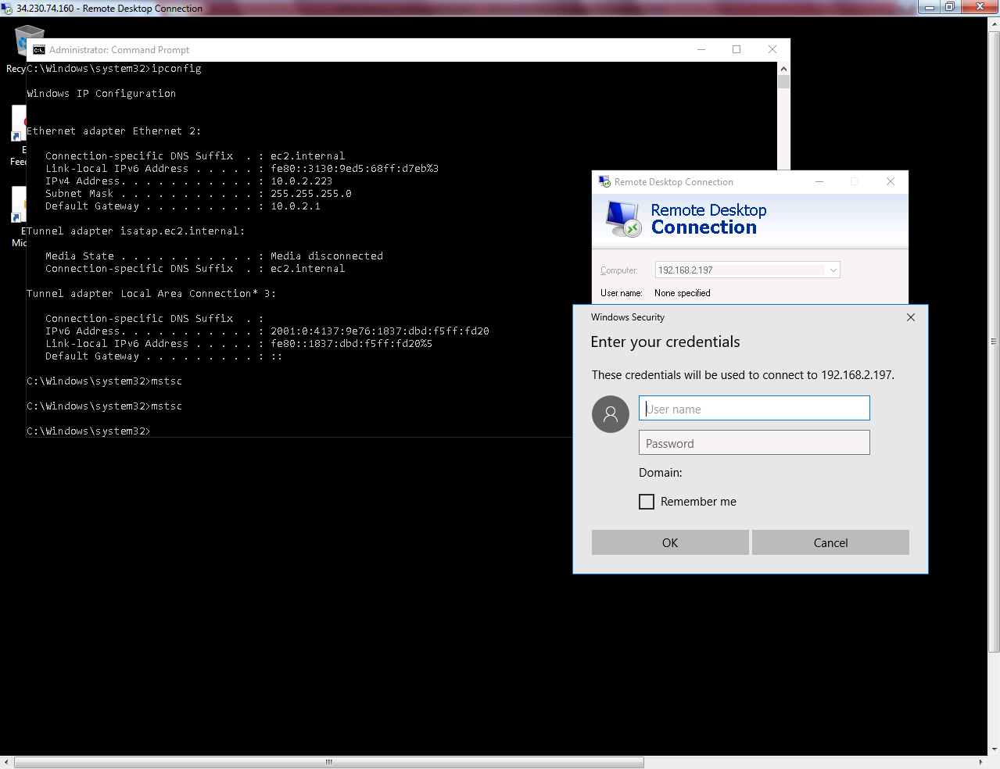 34.230.74.160 - Remote Desktop Connection
Recy
Feed
Mic
Administrator: Command Prompt
C:\Windows\system32>ipconfig
Windows IP Configuration
Ethernet adapter Ethernet 2:
Connection-specific DNS Suffix  . : ec2.internal
Link-local IPv6 Address . . . . . : fe80::3130:9ed5:68ff:d7eb%3
IPv4 Address. . . . . . . . . . . : 10.0.2.223
Subnet Mask . . . . . . . . . . . : 255.255.255.0
Default Gateway . . . . . . . . . : 10.0.2.1
Tunnel adapter isatap.ec2.internal:
Media State . . . . . . . . . . . : Media disconnected
Connection-specific DNS Suffix  . : ec2.internal
Tunnel adapter Local Area Connection* 3:
Connection-specific DNS Suffix  . :
IPv6 Address. . . . . . . . . . . : 2001:0:4137:9e76:1837:dbd:f5ff:fd20
Link-local IPv6 Address . . . . . : fe80::1837:dbd:f5ff:fd20%5
Default Gateway . . . . . . . . . : ::
C:\Windows\system32>mstsc
C:\Windows\system32>mstsc
C:\Windows\system32>
Remote Desktop Connection
Remote Desktop
Connection
Computer: 192.168.2.197
User name: None specified
Windows Security
Enter your credentials
These credentials will be used to connect to 192.168.2.197.
User name
Password
Domain:
Remember me
OK Cancel